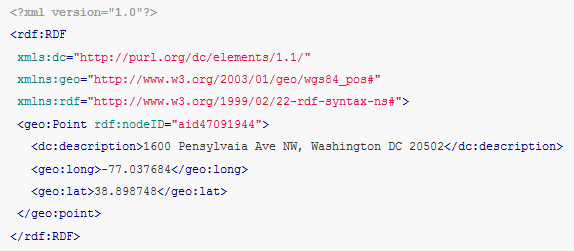 <?xml version="1.0"?>
<rdf:RDF
xmls:dc="http://purl.org/dc/elements/1.1/"
xmlns:geo="http://www.w3.org/2003/01/geo/wgs84_pos#"
xmlns:rdf="http://www.w3.org/1999/02/22-rdf-syntax-ns#">
<geo:Point rdf:nodeID="aid47091944">
<dc:description>1600 Pensylvaia Ave NW, Washington DC 20502</dc:description>
<geo:long>-77.037684</geo:long>
<geo:lat>38.898748</geo:lat>
</geo:point>
</rdf:RDF>